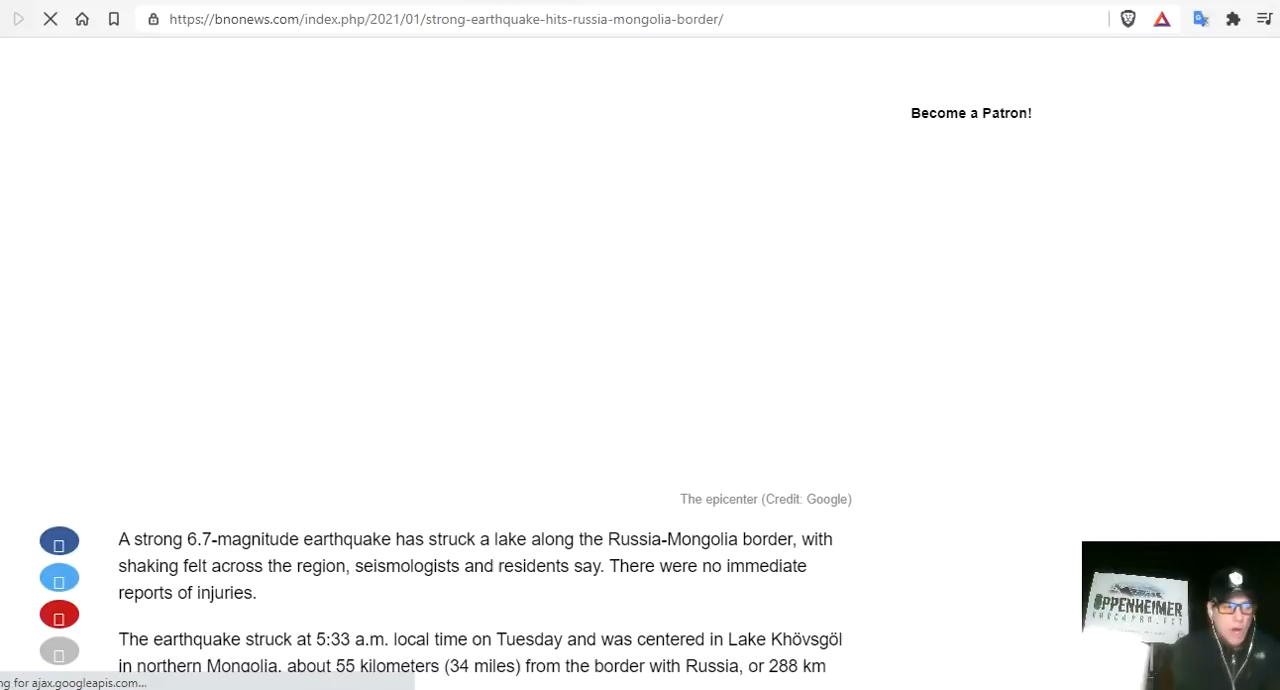 https://bnonews.com/index.php/2021/01/strong-earthquake-hits-russia-mongolia-border/
Become a Patron!
The epicenter (Credit: Google)
A strong 6.7-magnitude earthquake has struck a lake along the Russia-Mongolia border, with
shaking felt across the region, seismologists and residents say. There were no immediate
reports of injuries.
The earthquake struck at 5:33 a.m. local time on Tuesday and was centered in Lake Khövsgöl
in northern Mongolia, about 55 kilometers (34 miles) from the border with Russia, or 288 km
OPPENHEIMER
ng for ajax.googleapis.com...